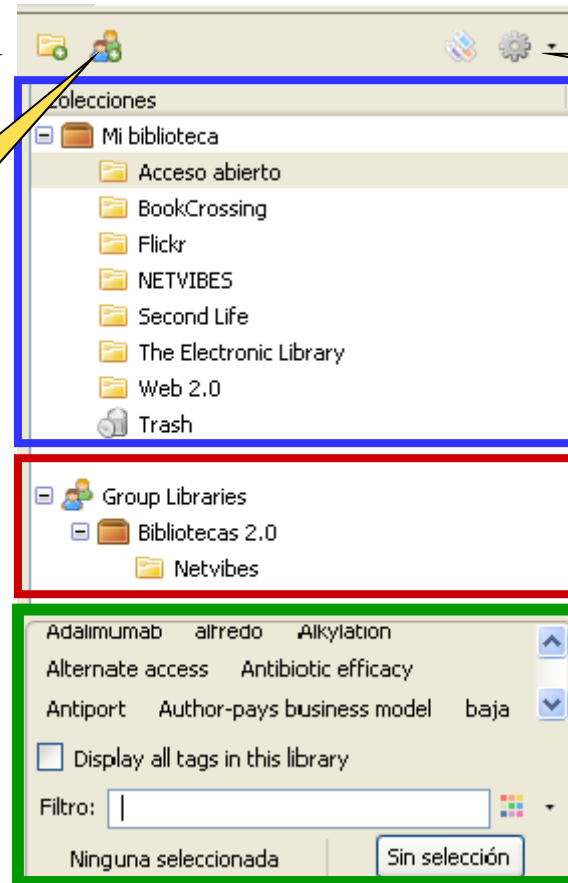 Colecciones
Mi biblioteca
Acceso abierto
BookCrossing
Flickr
NETVIBES
Second Life
The Electronic Library
Web 2.0
Trash
Group Libraries
Bibliotecas 2.0
Netvibes
Adalimumab alfredo Alkylation
Alternate access Antibiotic efficacy
Antiport Author-pays business model baja
Display all tags in this library
Filtro:
Ninguna seleccionada Sin selección